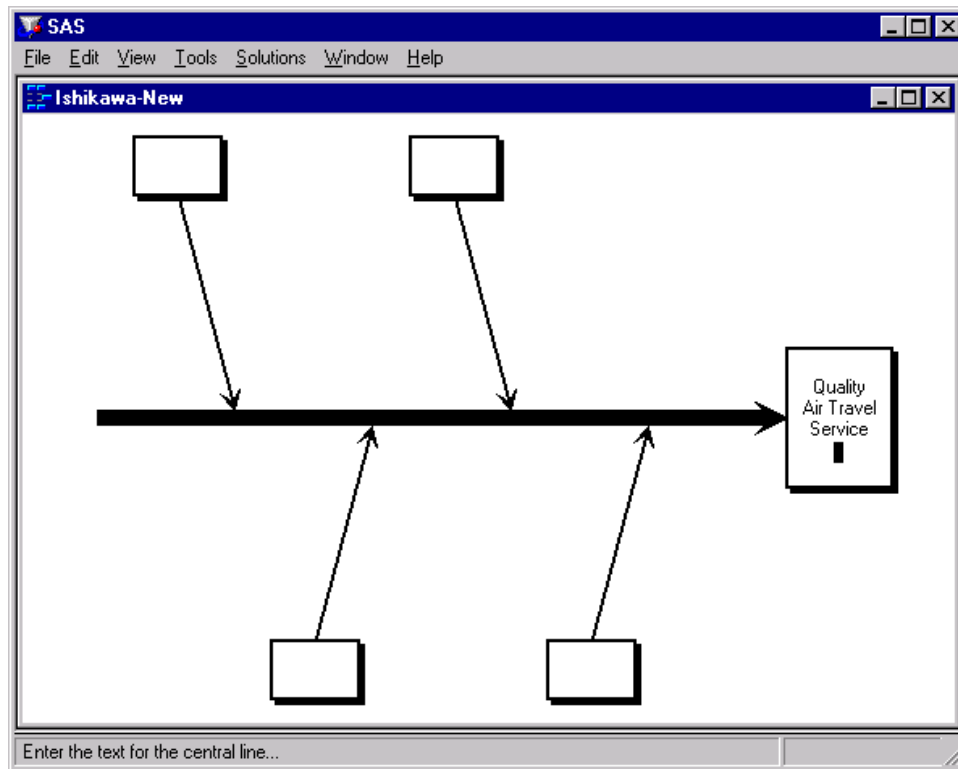 SAS
File Edit View Tools Solutions Window Help
Ishikawa-New
Quality
Air Travel
Service
Enter the text for the central line...